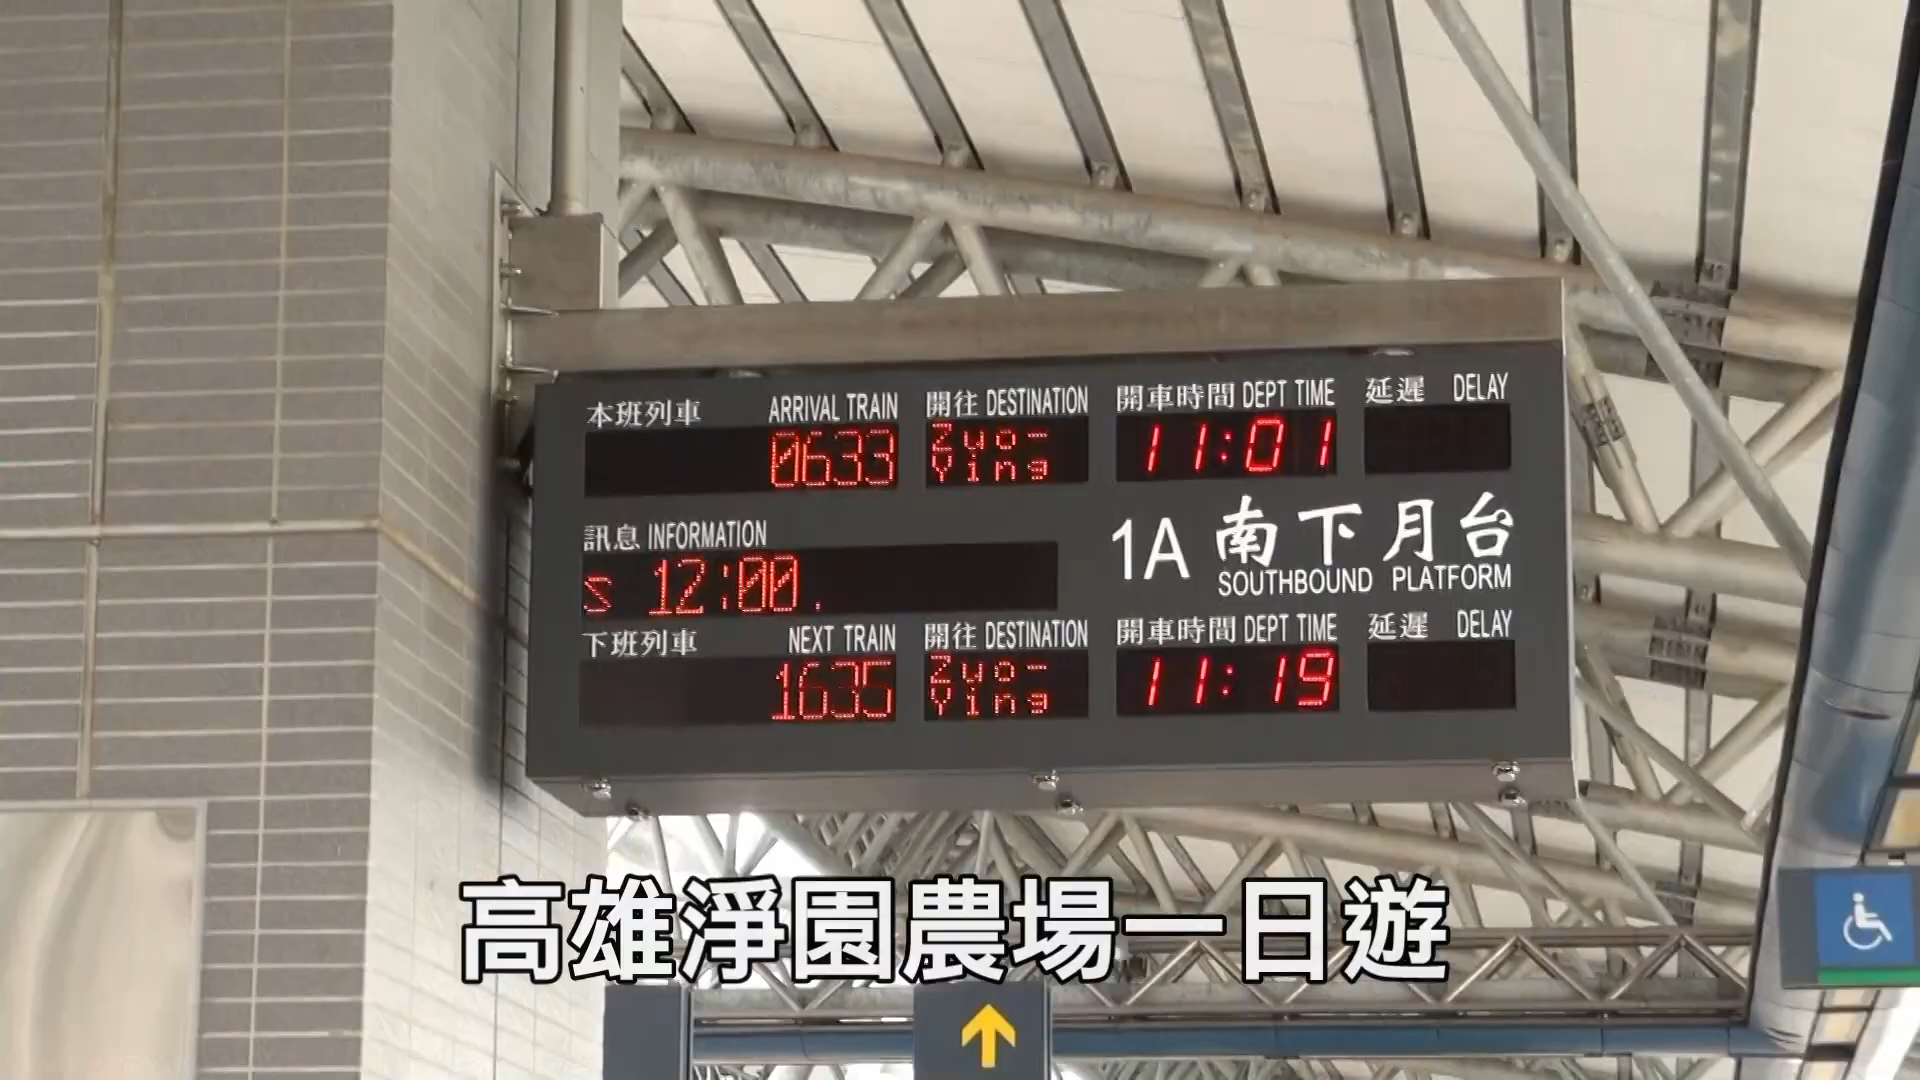 本班列車 ARRIVAL TRAIN 開往 DESTINATION 開車時間 DEPT TIME 延遲 DELAY
0633 Zuo-Ying 11:01
訊息 INFORMATION
s 12:00.
1A 南下月台
SOUTHBOUND PLATFORM
下班列車 NEXT TRAIN 開往 DESTINATION 開車時間 DEPT TIME 延遲 DELAY
1635 Zuo-Ying 11:19
高雄淨園農場一日遊